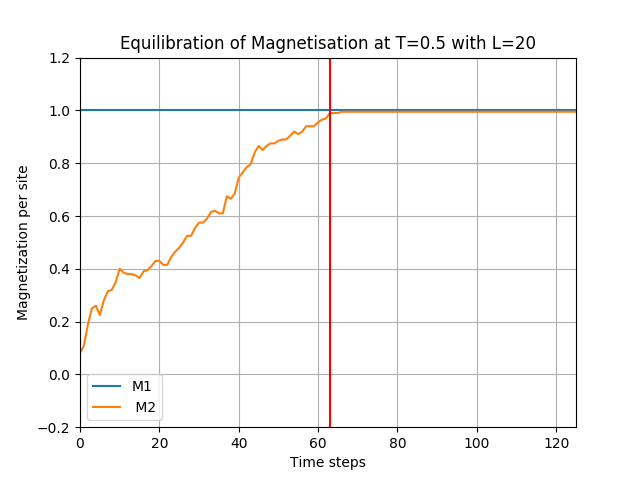 Equilibration of Magnetisation at T=0.5 with L=20
Magnetization per site
1.2
1.0
0.8
0.6
0.4
0.2
0.0
−0.2
M1
M2
0 20 40 60 80 100 120
Time steps